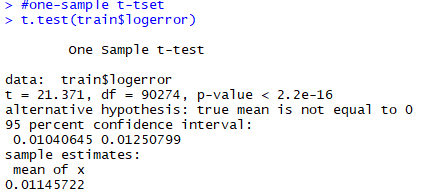 > #one-sample t-tset
> t.test(train$logerror)
One Sample t-test
data: train$logerror
t = 21.371, df = 90274, p-value < 2.2e-16
alternative hypothesis: true mean is not equal to 0
95 percent confidence interval:
0.01040645 0.01250799
sample estimates:
mean of x
0.01145722